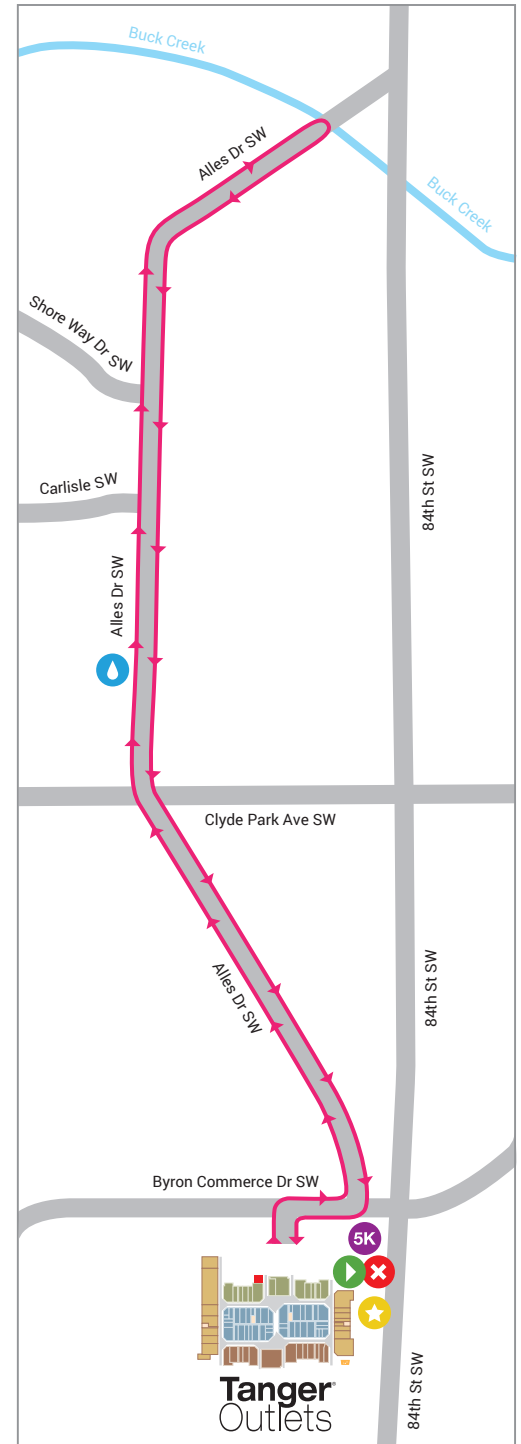 Buck Creek
Alles Dr SW
Buck Creek
Shore Way Dr SW
Carlisle SW
84th St SW
Alles Dr SW
Clyde Park Ave SW
Alles Dr SW
84th St SW
Byron Commerce Dr SW
5K
84th St SW
Tanger
Outlets